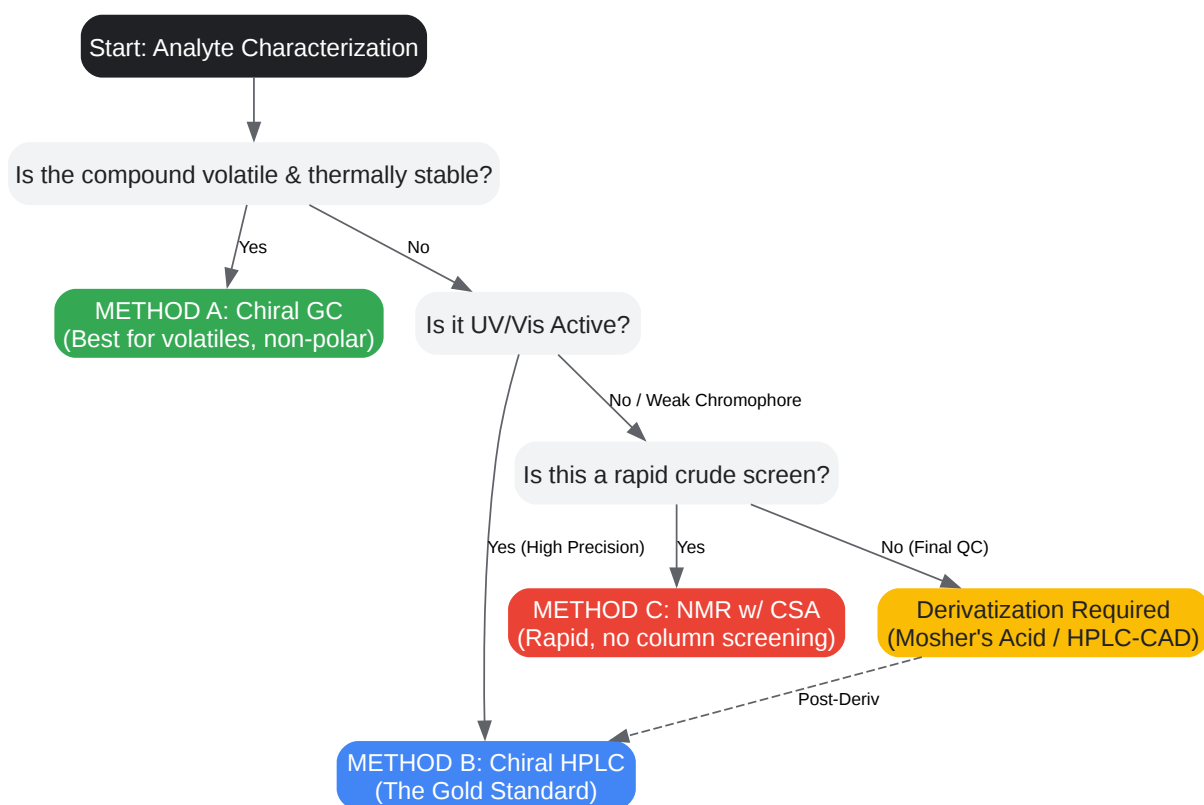 Start: Analyte Characterization
Is the compound volatile & thermally stable?
Yes
No
METHOD A: Chiral GC
(Best for volatiles, non-polar)
Is it UV/Vis Active?
No / Weak Chromophore
Is this a rapid crude screen?
Yes (High Precision)
Yes
No (Final QC)
METHOD C: NMR w/ CSA
(Rapid, no column screening)
Derivatization Required
(Mosher's Acid / HPLC-CAD)
Post-Deriv
METHOD B: Chiral HPLC
(The Gold Standard)